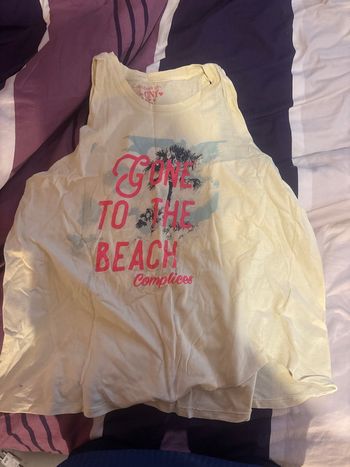 GONE
TO THE
BEACH
Complices